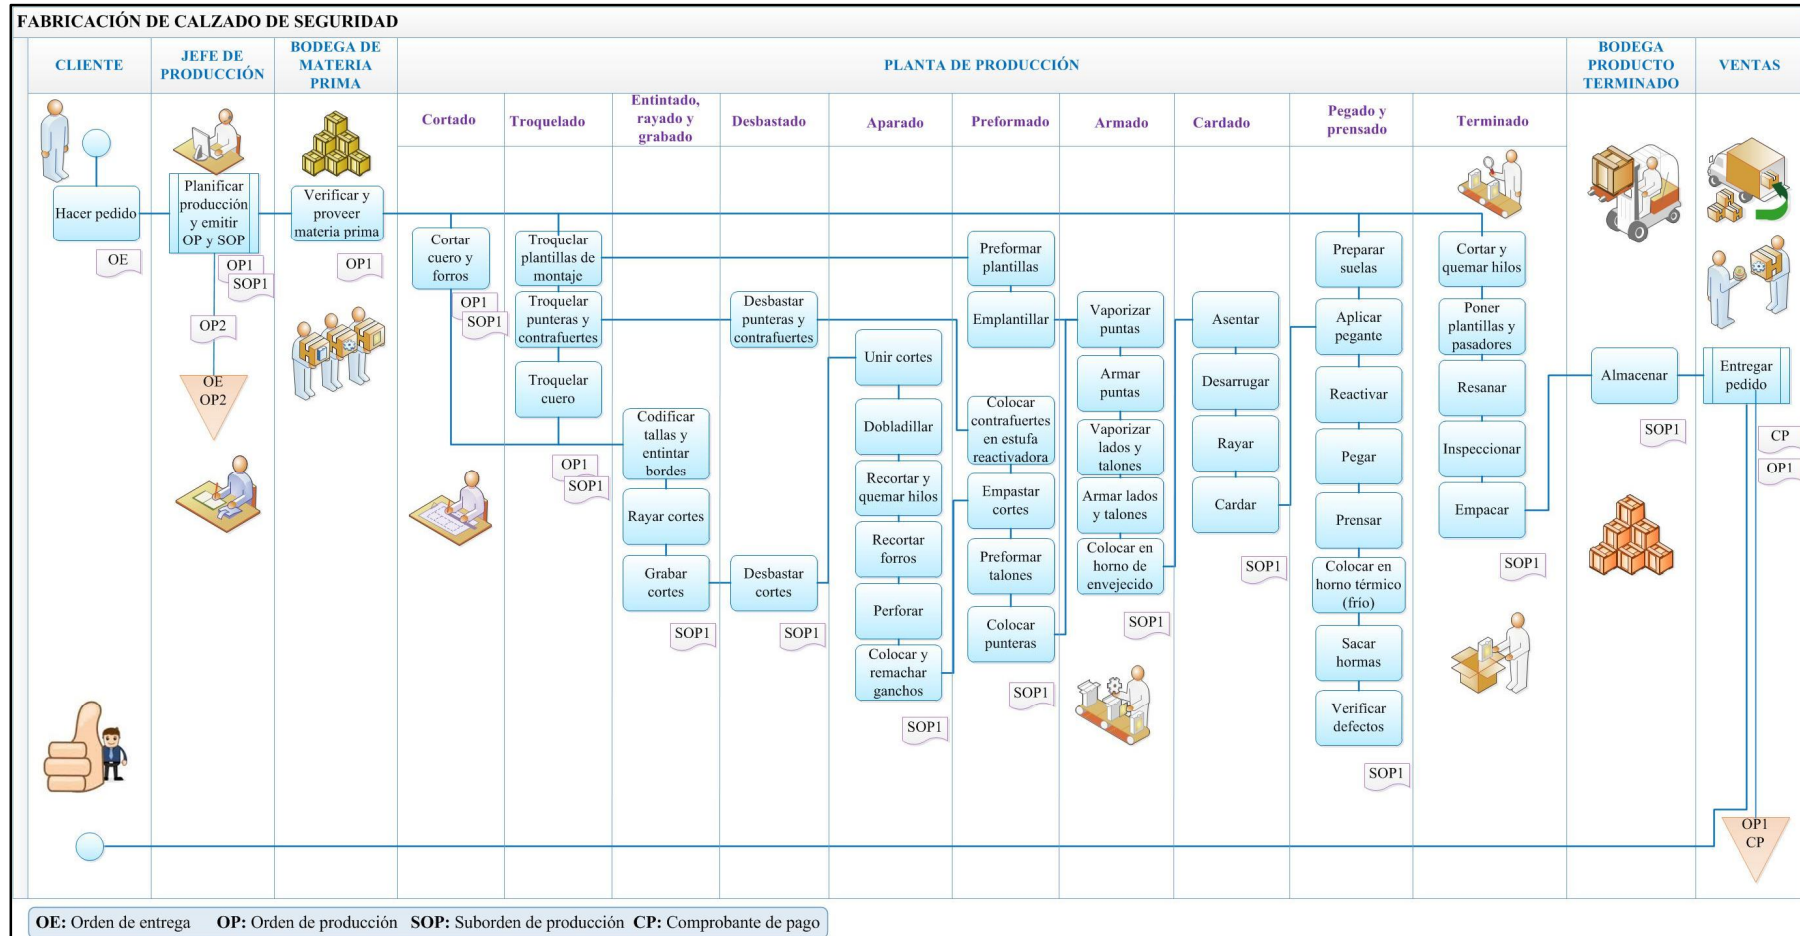 FABRICACIÓN DE CALZADO DE SEGURIDAD
CLIENTE
JEFE DE
PRODUCCIÓN
BODEGA DE
MATERIA
PRIMA
PLANTA DE PRODUCCIÓN
BODEGA
PRODUCTO
TERMINADO
VENTAS
Cortado
Troquelado
Entintado,
rayado y
grabado
Desbastado
Aparado
Preformado
Armado
Cardado
Pegado y
prensado
Terminado
Hacer pedido
OE
Planificar
producción
y emitir
OP y SOP
OP1
SOP1
OP2
OE
OP2
Verificar y
proveer
materia prima
OP1
Cortar
cuero y
forros
OP1
SOP1
Troquelar
plantillas de
montaje
Troquelar
punteras y
contrafuertes
Troquelar
cuero
OP1
SOP1
Codificar
tallas y
entintar
bordes
Rayar cortes
Grabar
cortes
SOP1
Desbastar
punteras y
contrafuertes
Desbastar
cortes
SOP1
Unir cortes
Dobladillar
Recortar y
quemar hilos
Recortar
forros
Perforar
Colocar y
remachar
ganchos
SOP1
Preformar
plantillas
Emplantillar
Colocar
contrafuertes
en estufa
reactivadora
Empastar
cortes
Preformar
talones
Colocar
punteras
SOP1
Vaporizar
puntas
Armar
puntas
Vaporizar
lados y
talones
Armar lados
y talones
Colocar en
horno de
envejecido
SOP1
Asentar
Desarrugar
Rayar
Cardar
SOP1
Preparar
suelas
Aplicar
pegante
Reactivar
Pegar
Prensar
Colocar en
horno térmico
(frío)
Sacar
hormas
Verificar
defectos
SOP1
Cortar y
quemar hilos
Poner
plantillas y
pasadores
Resanar
Inspeccionar
Empacar
SOP1
Almacenar
SOP1
Entregar
pedido
CP
OP1
OP1
CP
OE: Orden de entrega OP: Orden de producción SOP: Suborden de producción CP: Comprobante de pago